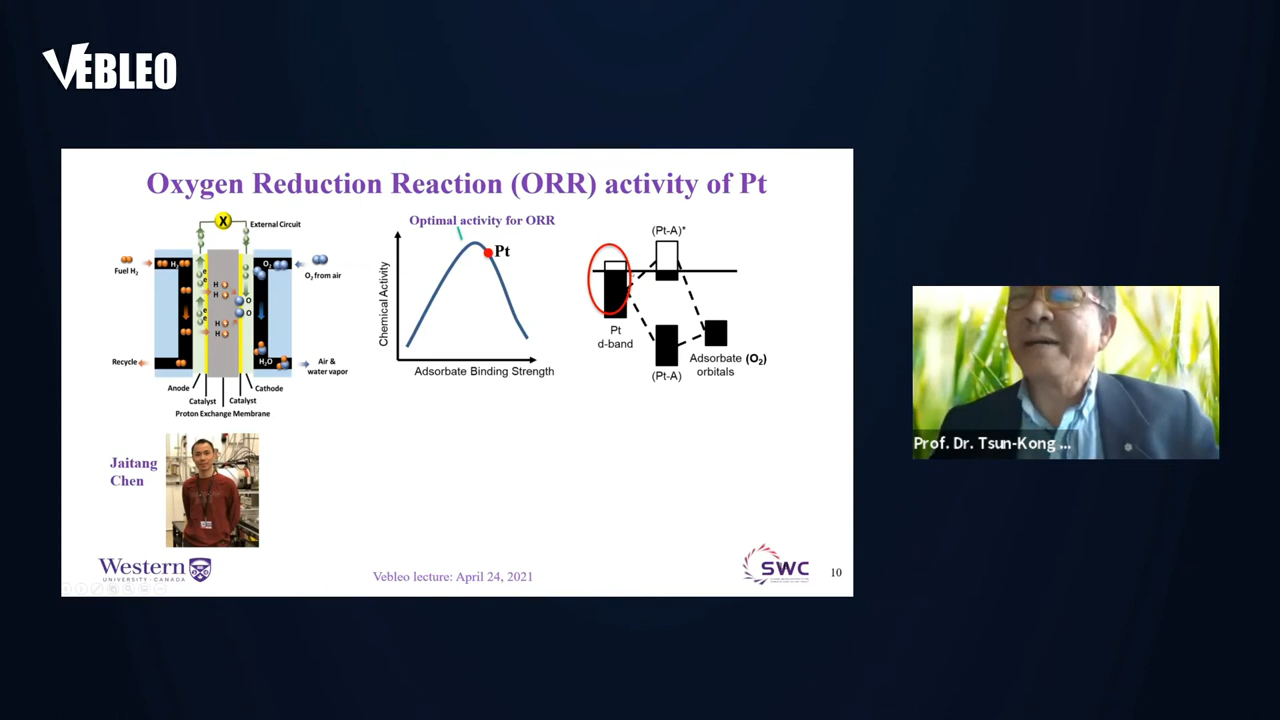 VEBLEO
Oxygen Reduction Reaction (ORR) activity of Pt
X
External Circuit
Fuel H₂
H₂
e
e
e
e
H
H
H
H
O₂
O
O
H₂O
O₂ from air
Recycle
Air &
water vapor
Anode
Cathode
Catalyst
Catalyst
Proton Exchange Membrane
Optimal activity for ORR
Pt
Chemical Activity
Adsorbate Binding Strength
(Pt-A)*
Pt
d-band
(Pt-A)
Adsorbate (O₂)
orbitals
Jaitang
Chen
Western
UNIVERSITY · CANADA
Vebleo lecture: April 24, 2021
SWC
10
Prof. Dr. Tsun-Kong ...